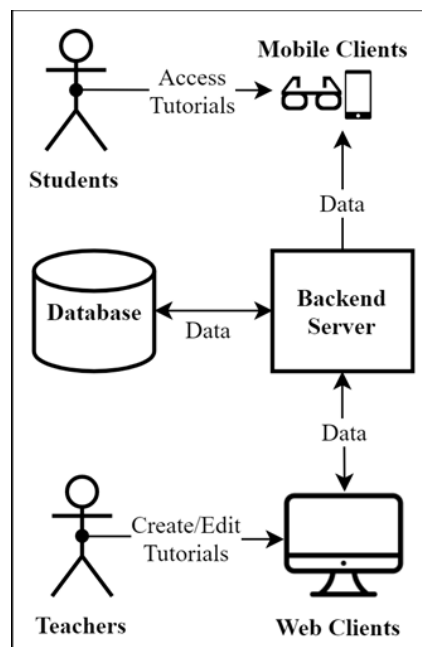 Mobile Clients
Access
Tutorials
Students
Data
Database
Data
Backend
Server
Data
Create/Edit
Tutorials
Teachers
Web Clients